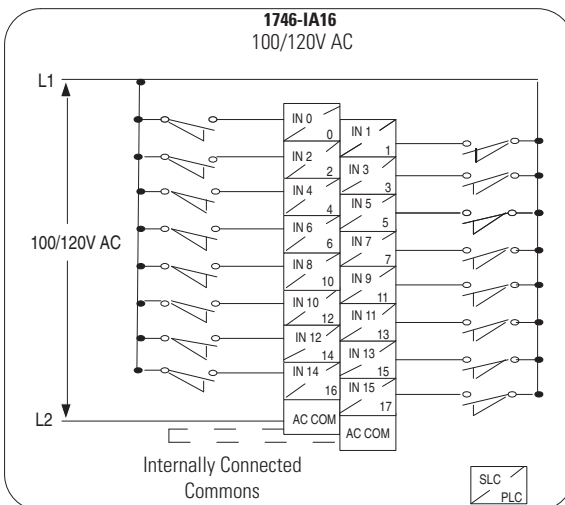 1746-IA16
100/120V AC
L1
IN 0
0
IN 1
1
IN 2
2
IN 3
3
IN 4
4
IN 5
5
IN 6
6
IN 7
7
100/120V AC
IN 8
10
IN 9
11
IN 10
12
IN 11
13
IN 12
14
IN 13
15
IN 14
16
IN 15
17
L2
AC COM
AC COM
Internally Connected
Commons
SLC
PLC